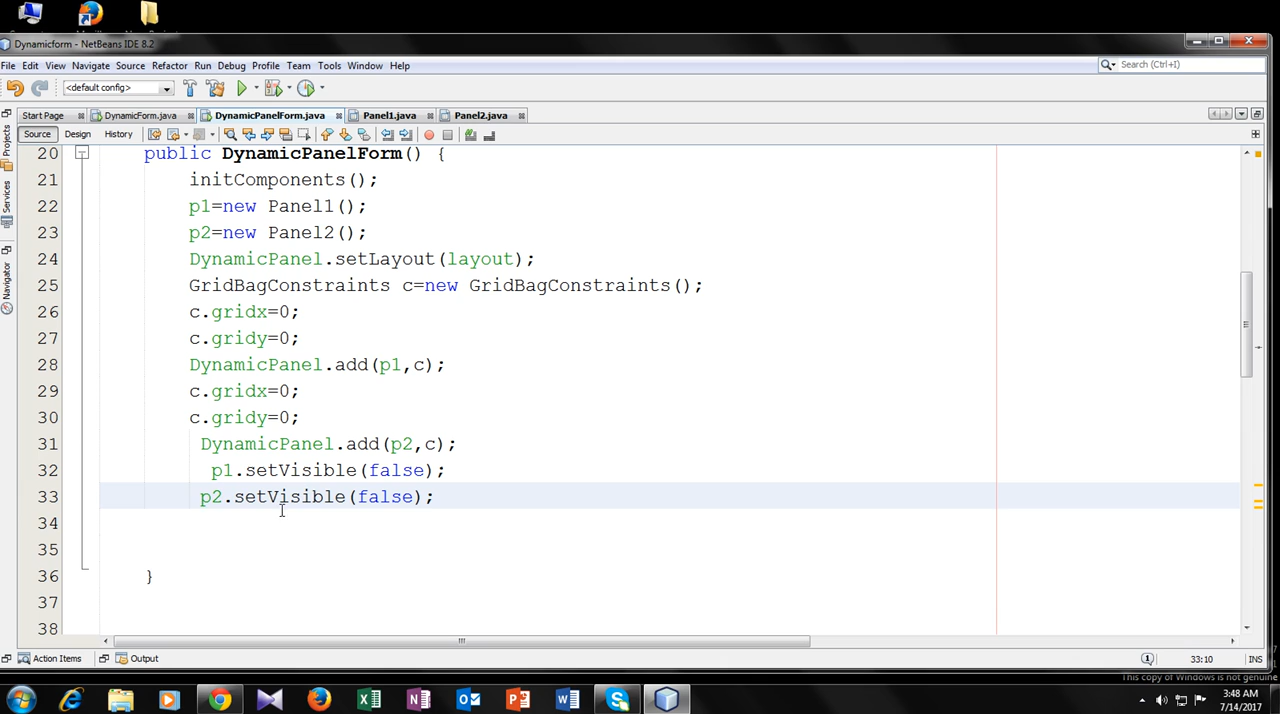 Dynamicform - NetBeans IDE 8.2
File Edit View Navigate Source Refactor Run Debug Profile Team Tools Window Help
Search (Ctrl+I)
<default config>
Start Page DynamicForm.java DynamicPanelForm.java Panel1.java Panel2.java
Source Design History
Projects
Services
Navigator
20 public DynamicPanelForm() {
21 initComponents();
22 p1=new Panel1();
23 p2=new Panel2();
24 DynamicPanel.setLayout(layout);
25 GridBagConstraints c=new GridBagConstraints();
26 c.gridx=0;
27 c.gridy=0;
28 DynamicPanel.add(p1,c);
29 c.gridx=0;
30 c.gridy=0;
31 DynamicPanel.add(p2,c);
32 p1.setVisible(false);
33 p2.setVisible(false);
34
35
36 }
37
38
Action Items Output
1 33:10 INS
This copy of Windows is not genuine
3:48 AM
7/14/2017